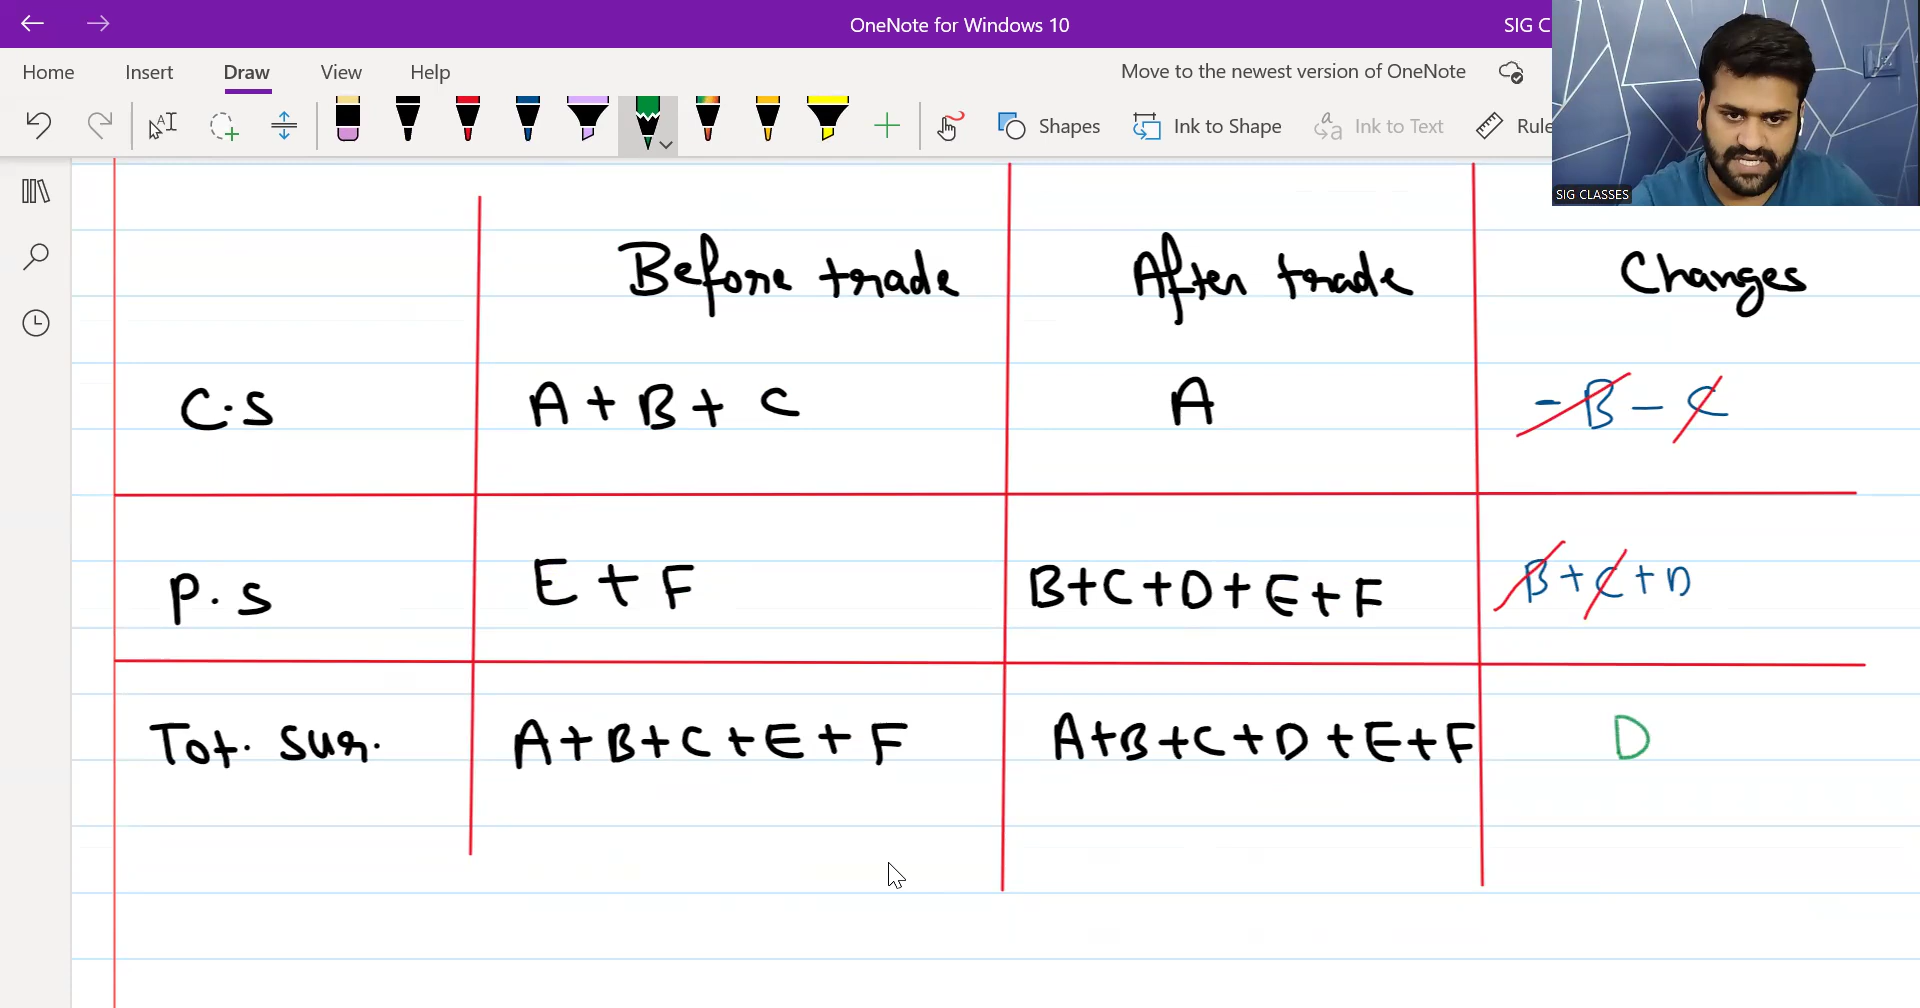 OneNote for Windows 10
SIG C
Home Insert Draw View Help
Move to the newest version of OneNote
Shapes Ink to Shape Ink to Text Rule
SIG CLASSES
Before trade After trade Changes
C.S A+B+C A -B-C
P.S E+F B+C+D+E+F B+C+D
Tot. Sur. A+B+C+E+F A+B+C+D+E+F D